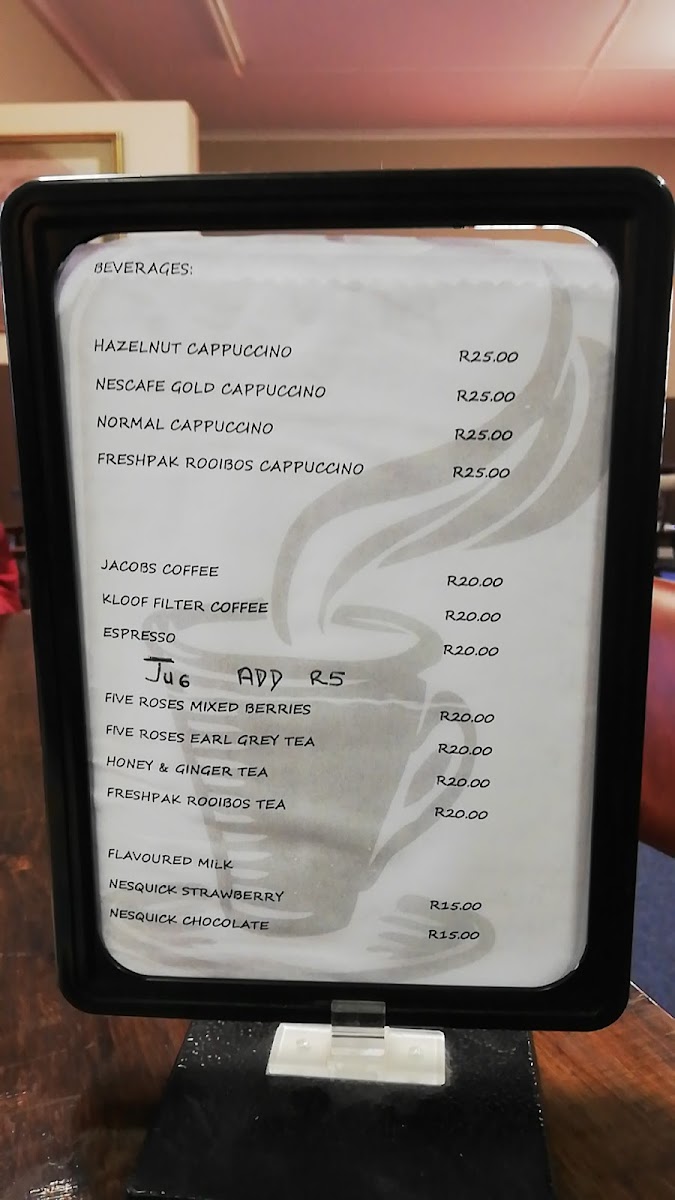 BEVERAGES:
HAZELNUT CAPPUCCINO R25.00
NESCAFE GOLD CAPPUCCINO R25.00
NORMAL CAPPUCCINO R25.00
FRESHPAK ROOIBOS CAPPUCCINO R25.00
JACOBS COFFEE R20.00
KLOOF FILTER COFFEE R20.00
ESPRESSO R20.00
JUG ADD R5
FIVE ROSES MIXED BERRIES R20.00
FIVE ROSES EARL GREY TEA R20.00
HONEY & GINGER TEA R20.00
FRESHPAK ROOIBOS TEA R20.00
FLAVOURED MILK
NESQUICK STRAWBERRY R15.00
NESQUICK CHOCOLATE R15.00